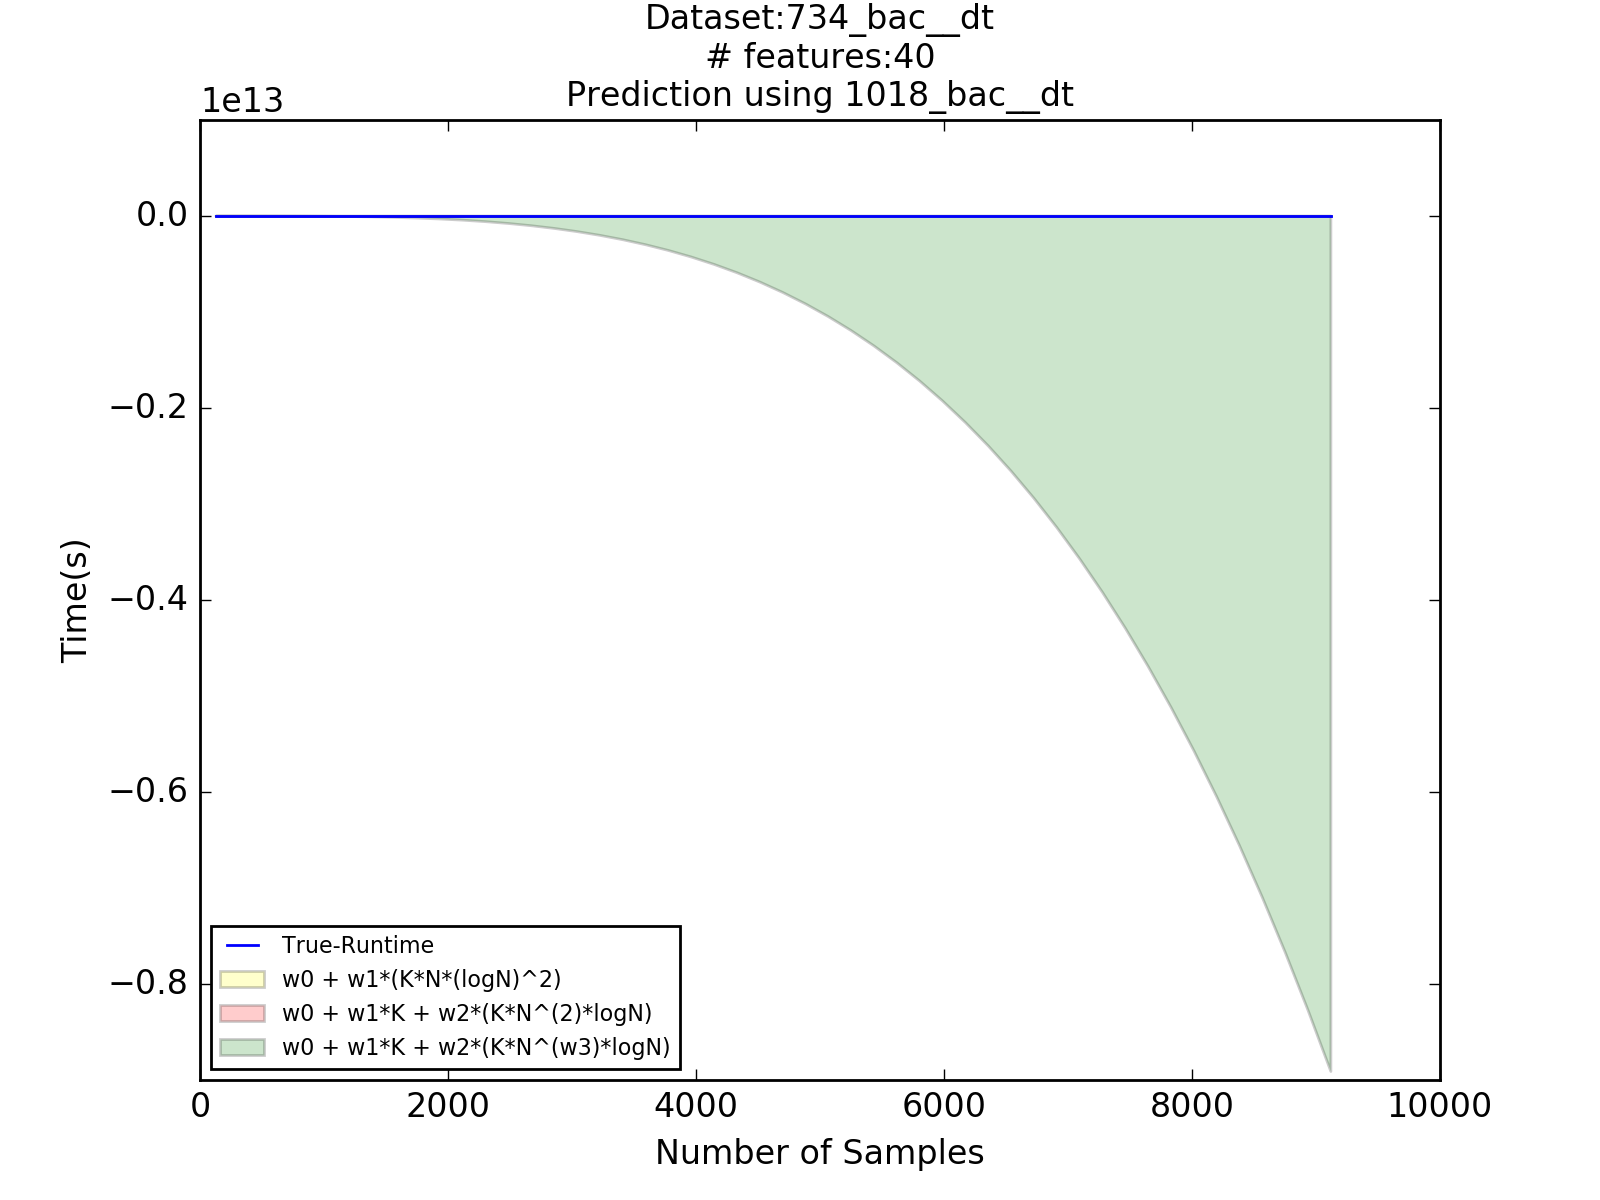 Dataset:734_bac__dt
# features:40
Prediction using 1018_bac__dt
1e13
0.0
−0.2
−0.4
−0.6
−0.8
Time(s)
True-Runtime
w0 + w1*(K*N*(logN)^2)
w0 + w1*K + w2*(K*N^(2)*logN)
w0 + w1*K + w2*(K*N^(w3)*logN)
0 2000 4000 6000 8000 10000
Number of Samples